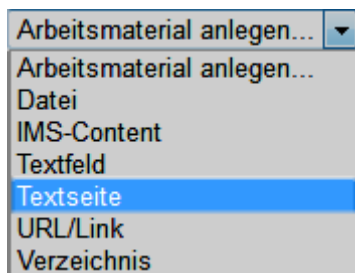 Arbeitsmaterial anlegen...
Arbeitsmaterial anlegen...
Datei
IMS-Content
Textfeld
Textseite
URL/Link
Verzeichnis